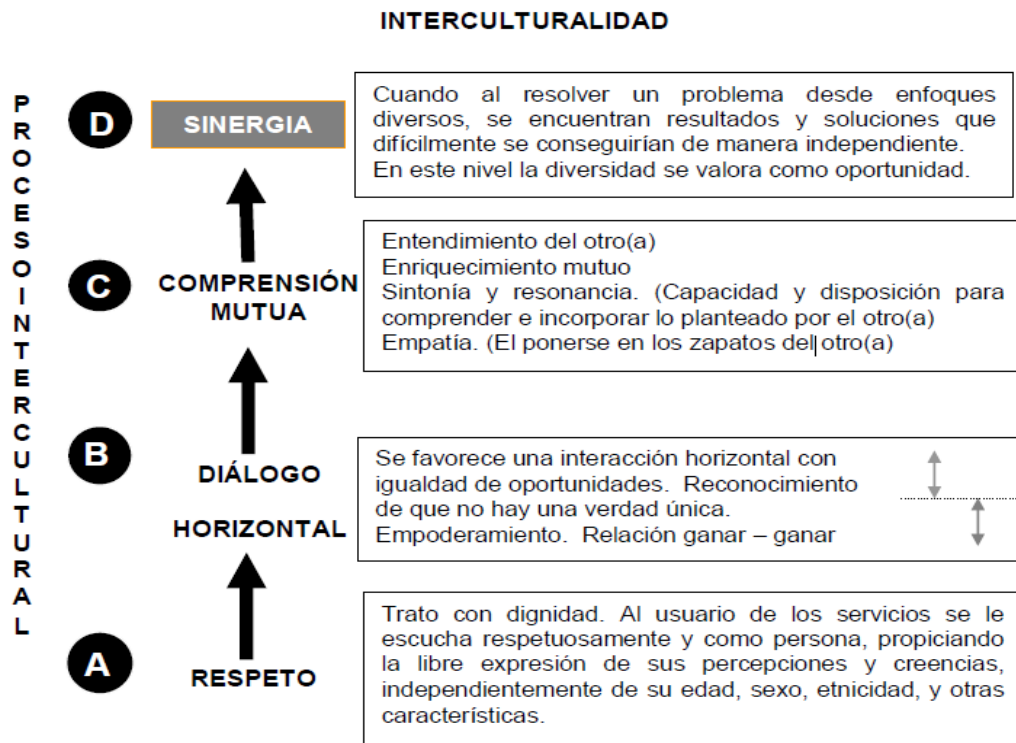 INTERCULTURALIDAD
PROCESO INTERCULTURAL
D
SINERGIA
Cuando al resolver un problema desde enfoques
diversos, se encuentran resultados y soluciones que
difícilmente se conseguirían de manera independiente.
En este nivel la diversidad se valora como oportunidad.
C
COMPRENSIÓN
MUTUA
Entendimiento del otro(a)
Enriquecimiento mutuo
Sintonía y resonancia. (Capacidad y disposición para
comprender e incorporar lo planteado por el otro(a)
Empatía. (El ponerse en los zapatos del otro(a)
B
DIÁLOGO
HORIZONTAL
Se favorece una interacción horizontal con
igualdad de oportunidades. Reconocimiento
de que no hay una verdad única.
Empoderamiento. Relación ganar – ganar
A
RESPETO
Trato con dignidad. Al usuario de los servicios se le
escucha respetuosamente y como persona, propiciando
la libre expresión de sus percepciones y creencias,
independientemente de su edad, sexo, etnicidad, y otras
características.